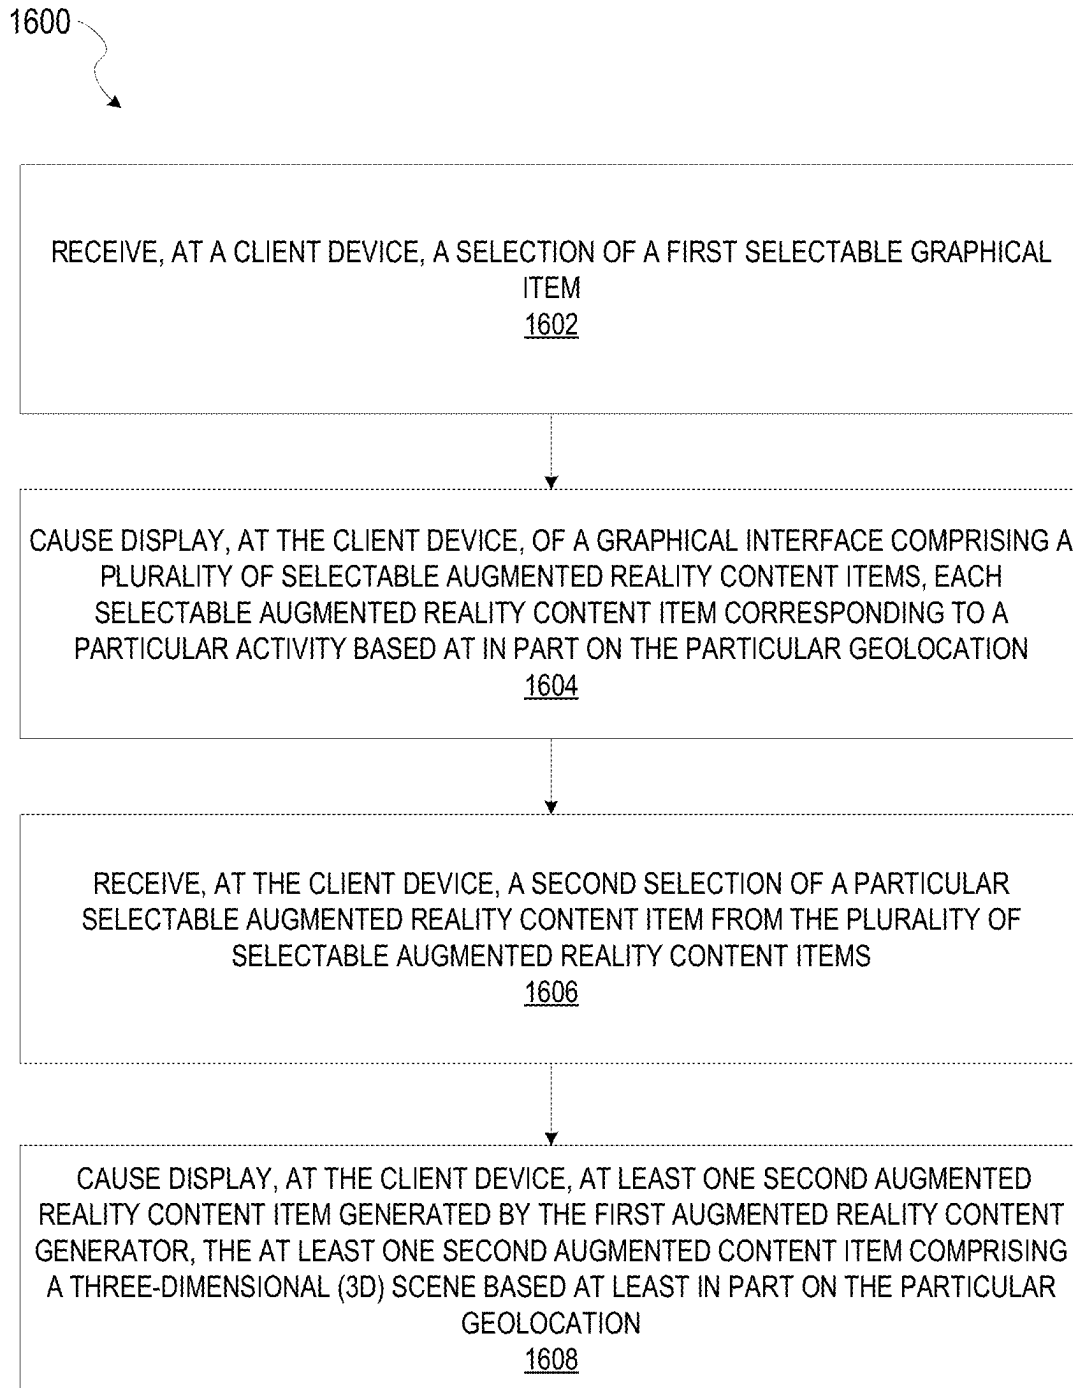 1600
RECEIVE, AT A CLIENT DEVICE, A SELECTION OF A FIRST SELECTABLE GRAPHICAL
ITEM
1602
CAUSE DISPLAY, AT THE CLIENT DEVICE, OF A GRAPHICAL INTERFACE COMPRISING A
PLURALITY OF SELECTABLE AUGMENTED REALITY CONTENT ITEMS, EACH
SELECTABLE AUGMENTED REALITY CONTENT ITEM CORRESPONDING TO A
PARTICULAR ACTIVITY BASED AT IN PART ON THE PARTICULAR GEOLOCATION
1604
RECEIVE, AT THE CLIENT DEVICE, A SECOND SELECTION OF A PARTICULAR
SELECTABLE AUGMENTED REALITY CONTENT ITEM FROM THE PLURALITY OF
SELECTABLE AUGMENTED REALITY CONTENT ITEMS
1606
CAUSE DISPLAY, AT THE CLIENT DEVICE, AT LEAST ONE SECOND AUGMENTED
REALITY CONTENT ITEM GENERATED BY THE FIRST AUGMENTED REALITY CONTENT
GENERATOR, THE AT LEAST ONE SECOND AUGMENTED CONTENT ITEM COMPRISING
A THREE-DIMENSIONAL (3D) SCENE BASED AT LEAST IN PART ON THE PARTICULAR
GEOLOCATION
1608